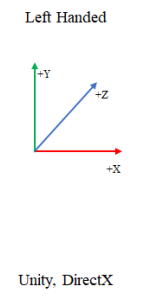 Left Handed
+Y
+Z
+X
Unity, DirectX